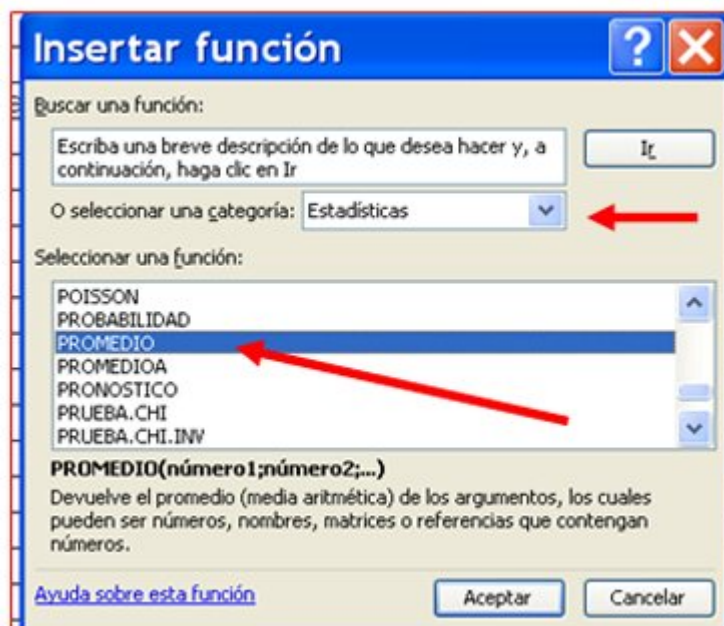 Insertar función
Buscar una función:
Escriba una breve descripción de lo que desea hacer y, a
continuación, haga clic en Ir
Ir
O seleccionar una categoría: Estadísticas
Seleccionar una función:
POISSON
PROBABILIDAD
PROMEDIO
PROMEDIOA
PRONOSTICO
PRUEBA.CHI
PRUEBA.CHI.INV
PROMEDIO(número1;número2;...)
Devuelve el promedio (media aritmética) de los argumentos, los cuales
pueden ser números, nombres, matrices o referencias que contengan
números.
Ayuda sobre esta función
Aceptar
Cancelar